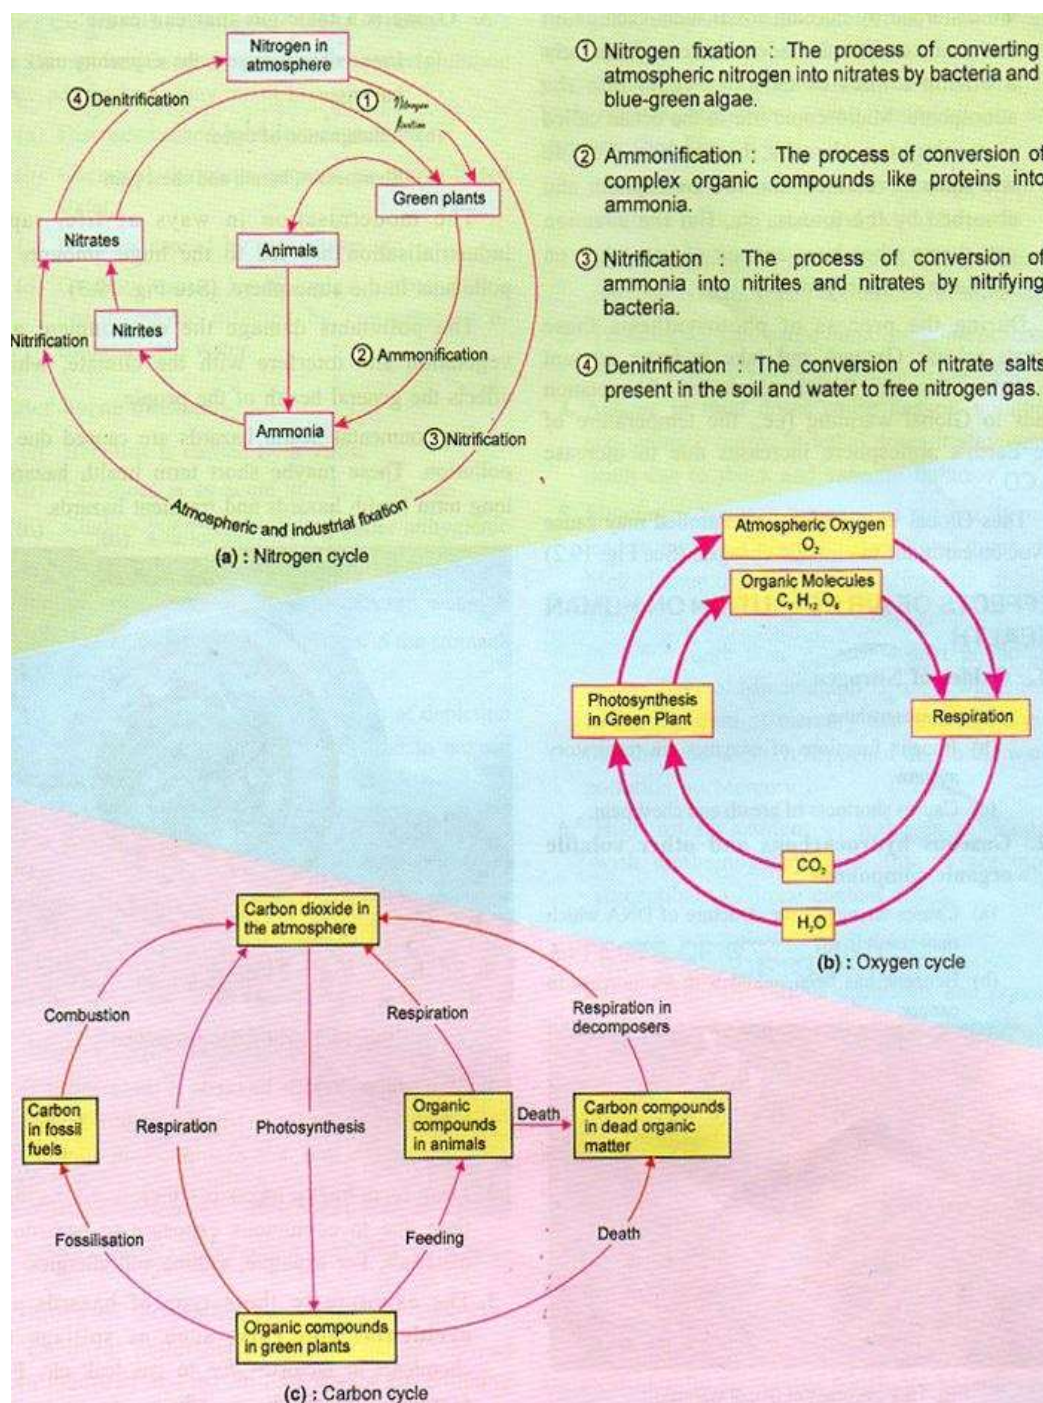 Nitrogen in
atmosphere
④ Denitrification
①
Nitrogen
fixation
Green plants
Nitrates
Animals
Nitrites
Nitrification
② Ammonification
Ammonia
③ Nitrification
Atmospheric and industrial fixation
(a) : Nitrogen cycle
① Nitrogen fixation : The process of converting
atmospheric nitrogen into nitrates by bacteria and
blue-green algae.
② Ammonification : The process of conversion of
complex organic compounds like proteins into
ammonia.
③ Nitrification : The process of conversion of
ammonia into nitrites and nitrates by nitrifying
bacteria.
④ Denitrification : The conversion of nitrate salts
present in the soil and water to free nitrogen gas.
Atmospheric Oxygen
O₂
Organic Molecules
C₅ H₁₂ O₆
Photosynthesis
in Green Plant
Respiration
CO₂
H₂O
(b) : Oxygen cycle
Carbon dioxide in
the atmosphere
Combustion
Respiration
Respiration in
decomposers
Carbon
in fossil
fuels
Respiration
Photosynthesis
Organic
compounds
in animals
Death
Carbon compounds
in dead organic
matter
Fossilisation
Feeding
Death
Organic compounds
in green plants
(c) : Carbon cycle